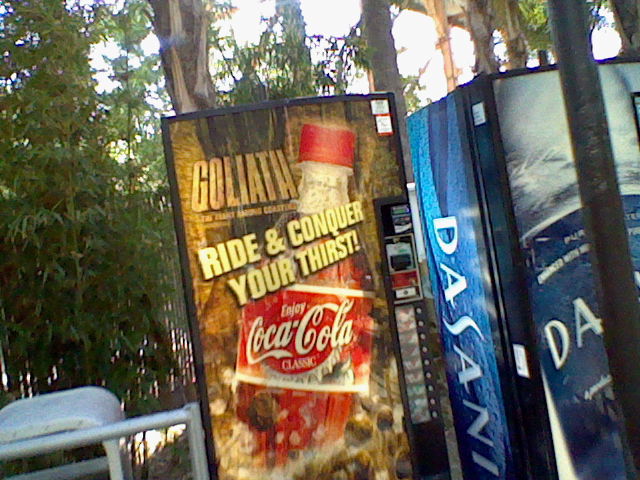 GOLIATH
RIDE & CONQUER
YOUR THIRST!
Enjoy
Coca-Cola
CLASSIC
DASANI
DA